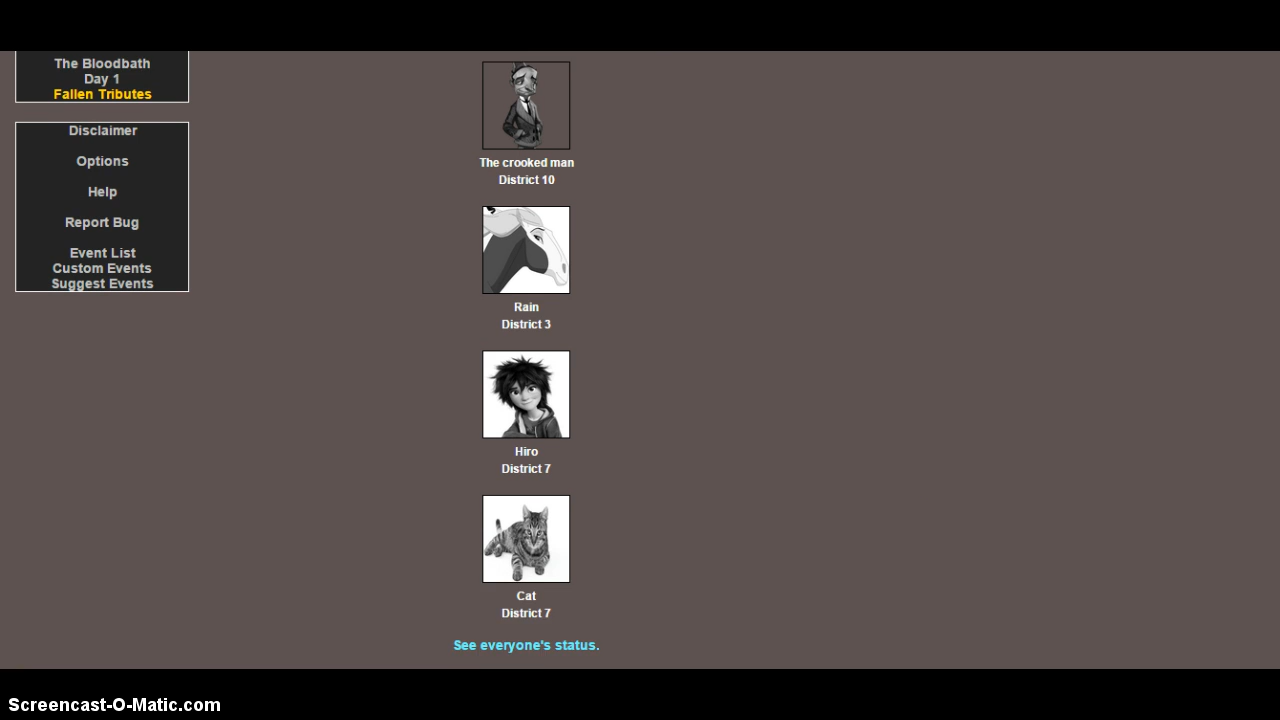 The Bloodbath
Day 1
Fallen Tributes
Disclaimer
Options
Help
Report Bug
Event List
Custom Events
Suggest Events
The crooked man
District 10
Rain
District 3
Hiro
District 7
Cat
District 7
See everyone's status.
Screencast-O-Matic.com